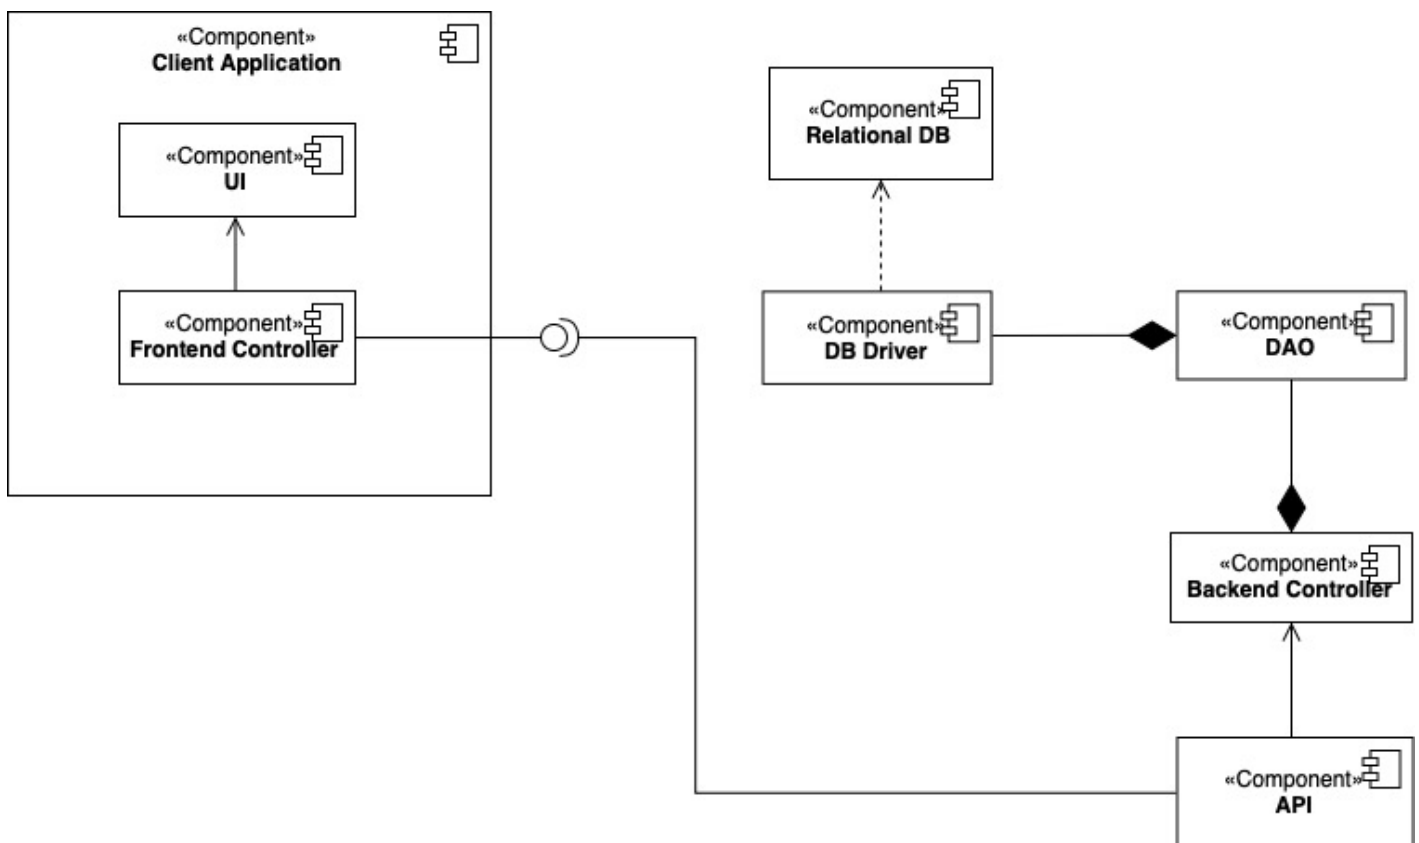 «Component»
Client Application
«Component»
UI
«Component»
Frontend Controller
«Component»
Relational DB
«Component»
DB Driver
«Component»
DAO
«Component»
Backend Controller
«Component»
API